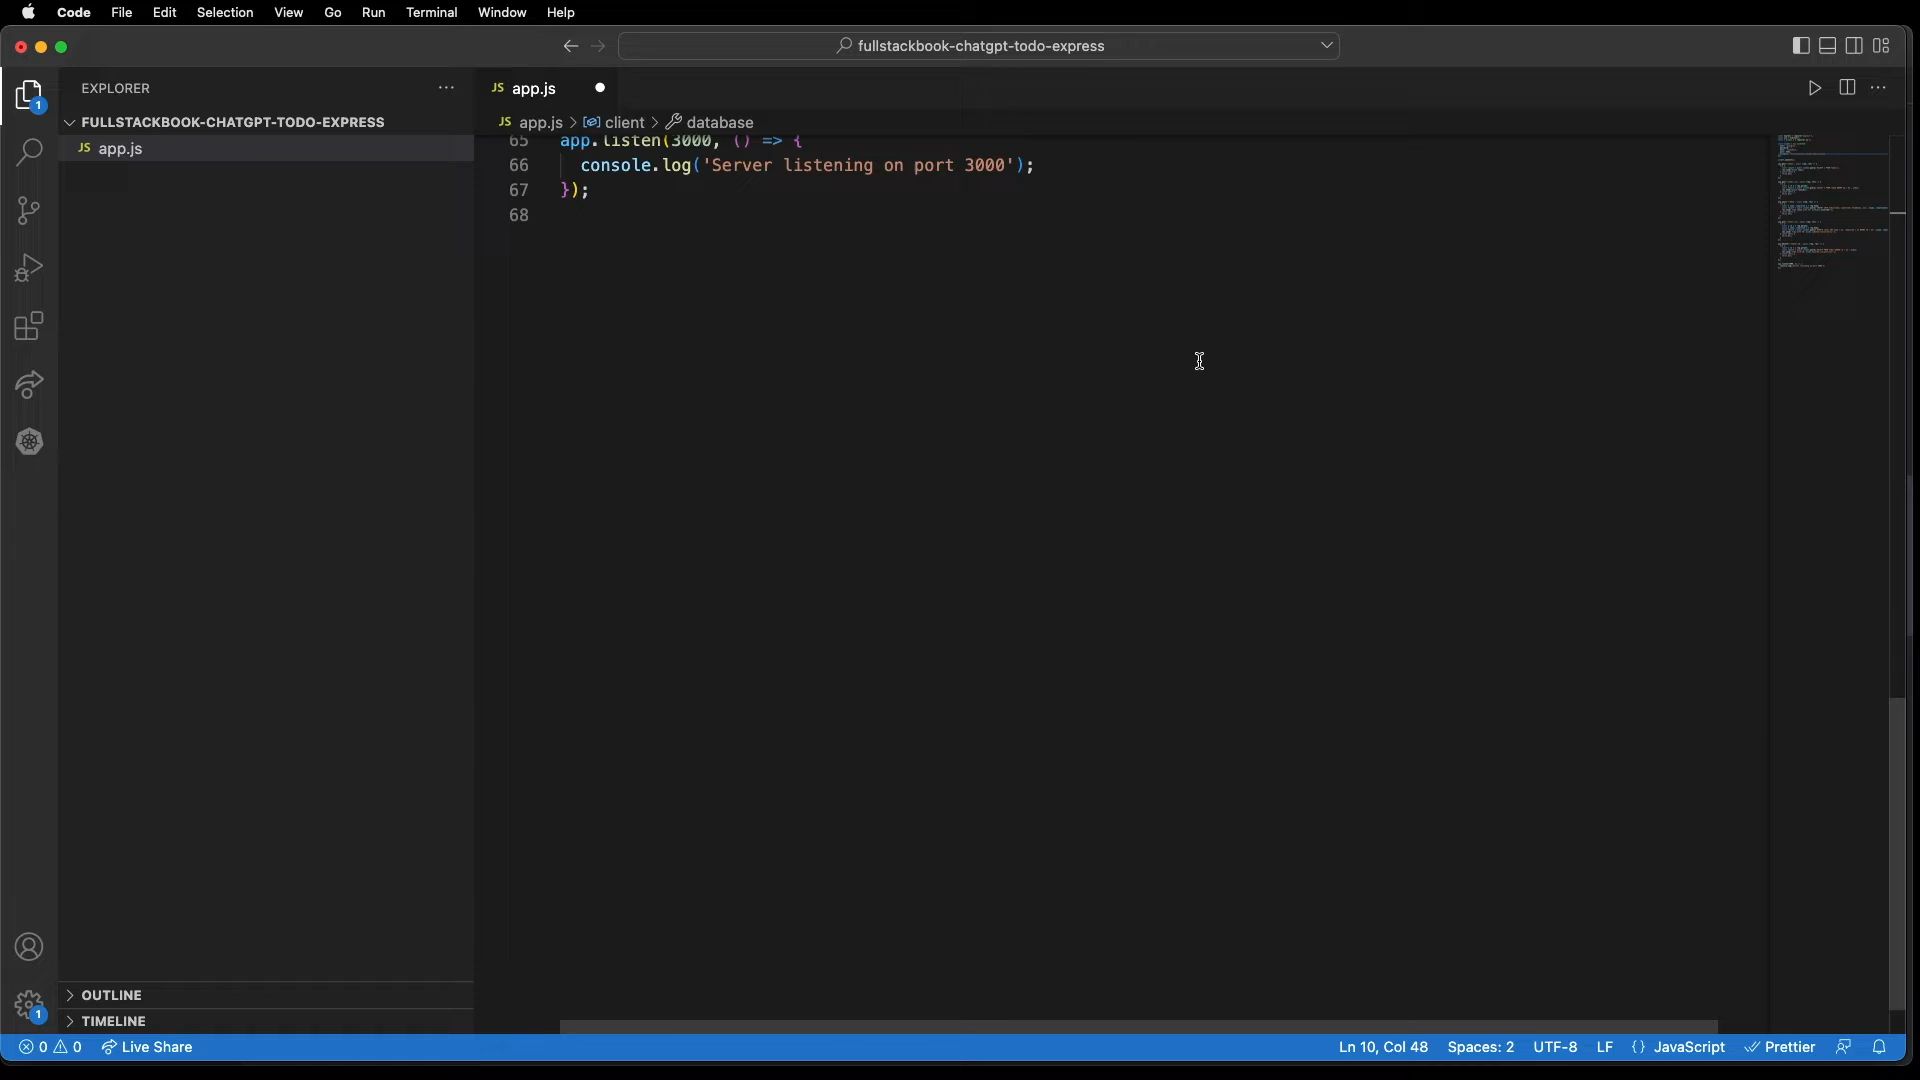 Code File Edit Selection View Go Run Terminal Window Help
fullstackbook-chatgpt-todo-express
EXPLORER
JS app.js
1
FULLSTACKBOOK-CHATGPT-TODO-EXPRESS
JS app.js > client > database
JS app.js
65 app.listen(3000, () => {
66 console.log('Server listening on port 3000');
67 });
68
OUTLINE
1
TIMELINE
0 0 Live Share Ln 10, Col 48 Spaces: 2 UTF-8 LF {} JavaScript Prettier